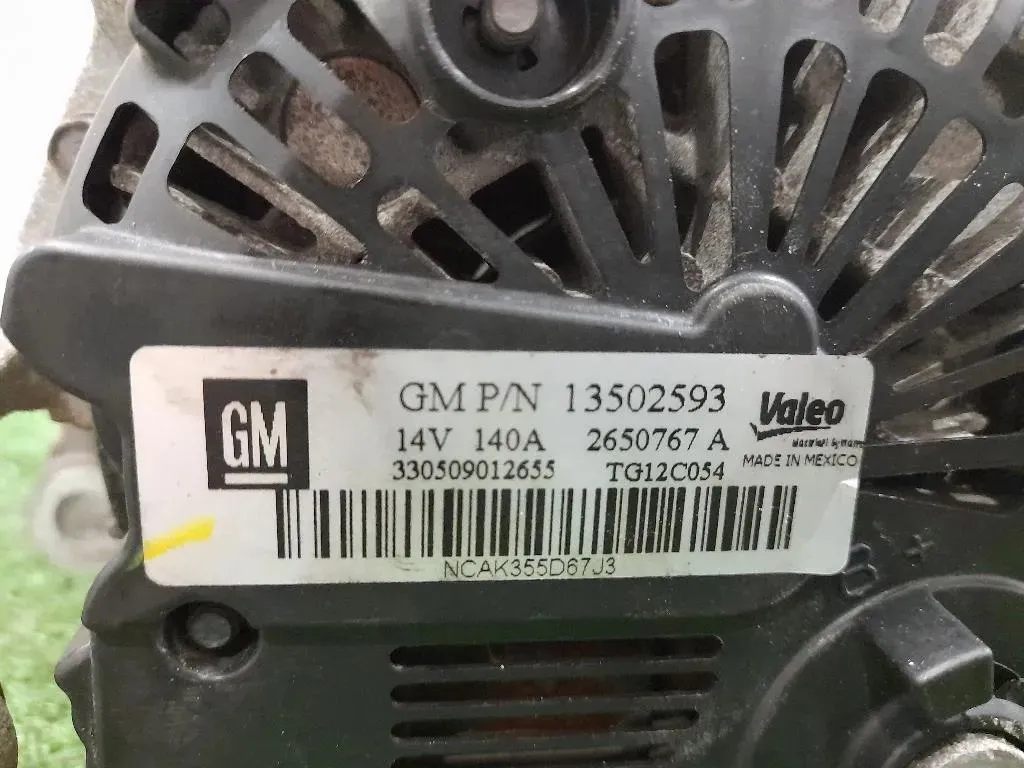 GM
GM P/N 13502593
Valeo
14V 140A 2650767 A
MADE IN MEXICO
330509012655 TG12C054
NCAK355D67J3
B +